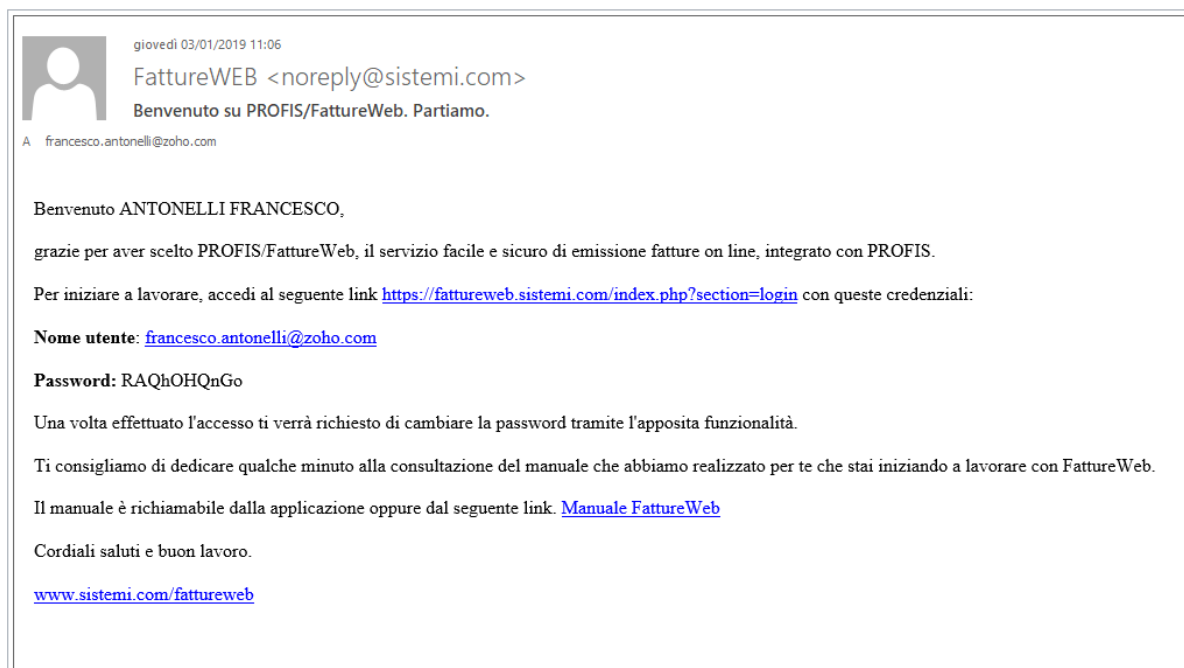 giovedì 03/01/2019 11:06
FattureWEB <noreply@sistemi.com>
Benvenuto su PROFIS/FattureWeb. Partiamo.
A francesco.antonelli@zoho.com
Benvenuto ANTONELLI FRANCESCO,
grazie per aver scelto PROFIS/FattureWeb, il servizio facile e sicuro di emissione fatture on line, integrato con PROFIS.
Per iniziare a lavorare, accedi al seguente link https://fattureweb.sistemi.com/index.php?section=login con queste credenziali:
Nome utente: francesco.antonelli@zoho.com
Password: RAQhOHQnGo
Una volta effettuato l'accesso ti verrà richiesto di cambiare la password tramite l'apposita funzionalità.
Ti consigliamo di dedicare qualche minuto alla consultazione del manuale che abbiamo realizzato per te che stai iniziando a lavorare con FattureWeb.
Il manuale è richiamabile dalla applicazione oppure dal seguente link. Manuale FattureWeb
Cordiali saluti e buon lavoro.
www.sistemi.com/fattureweb